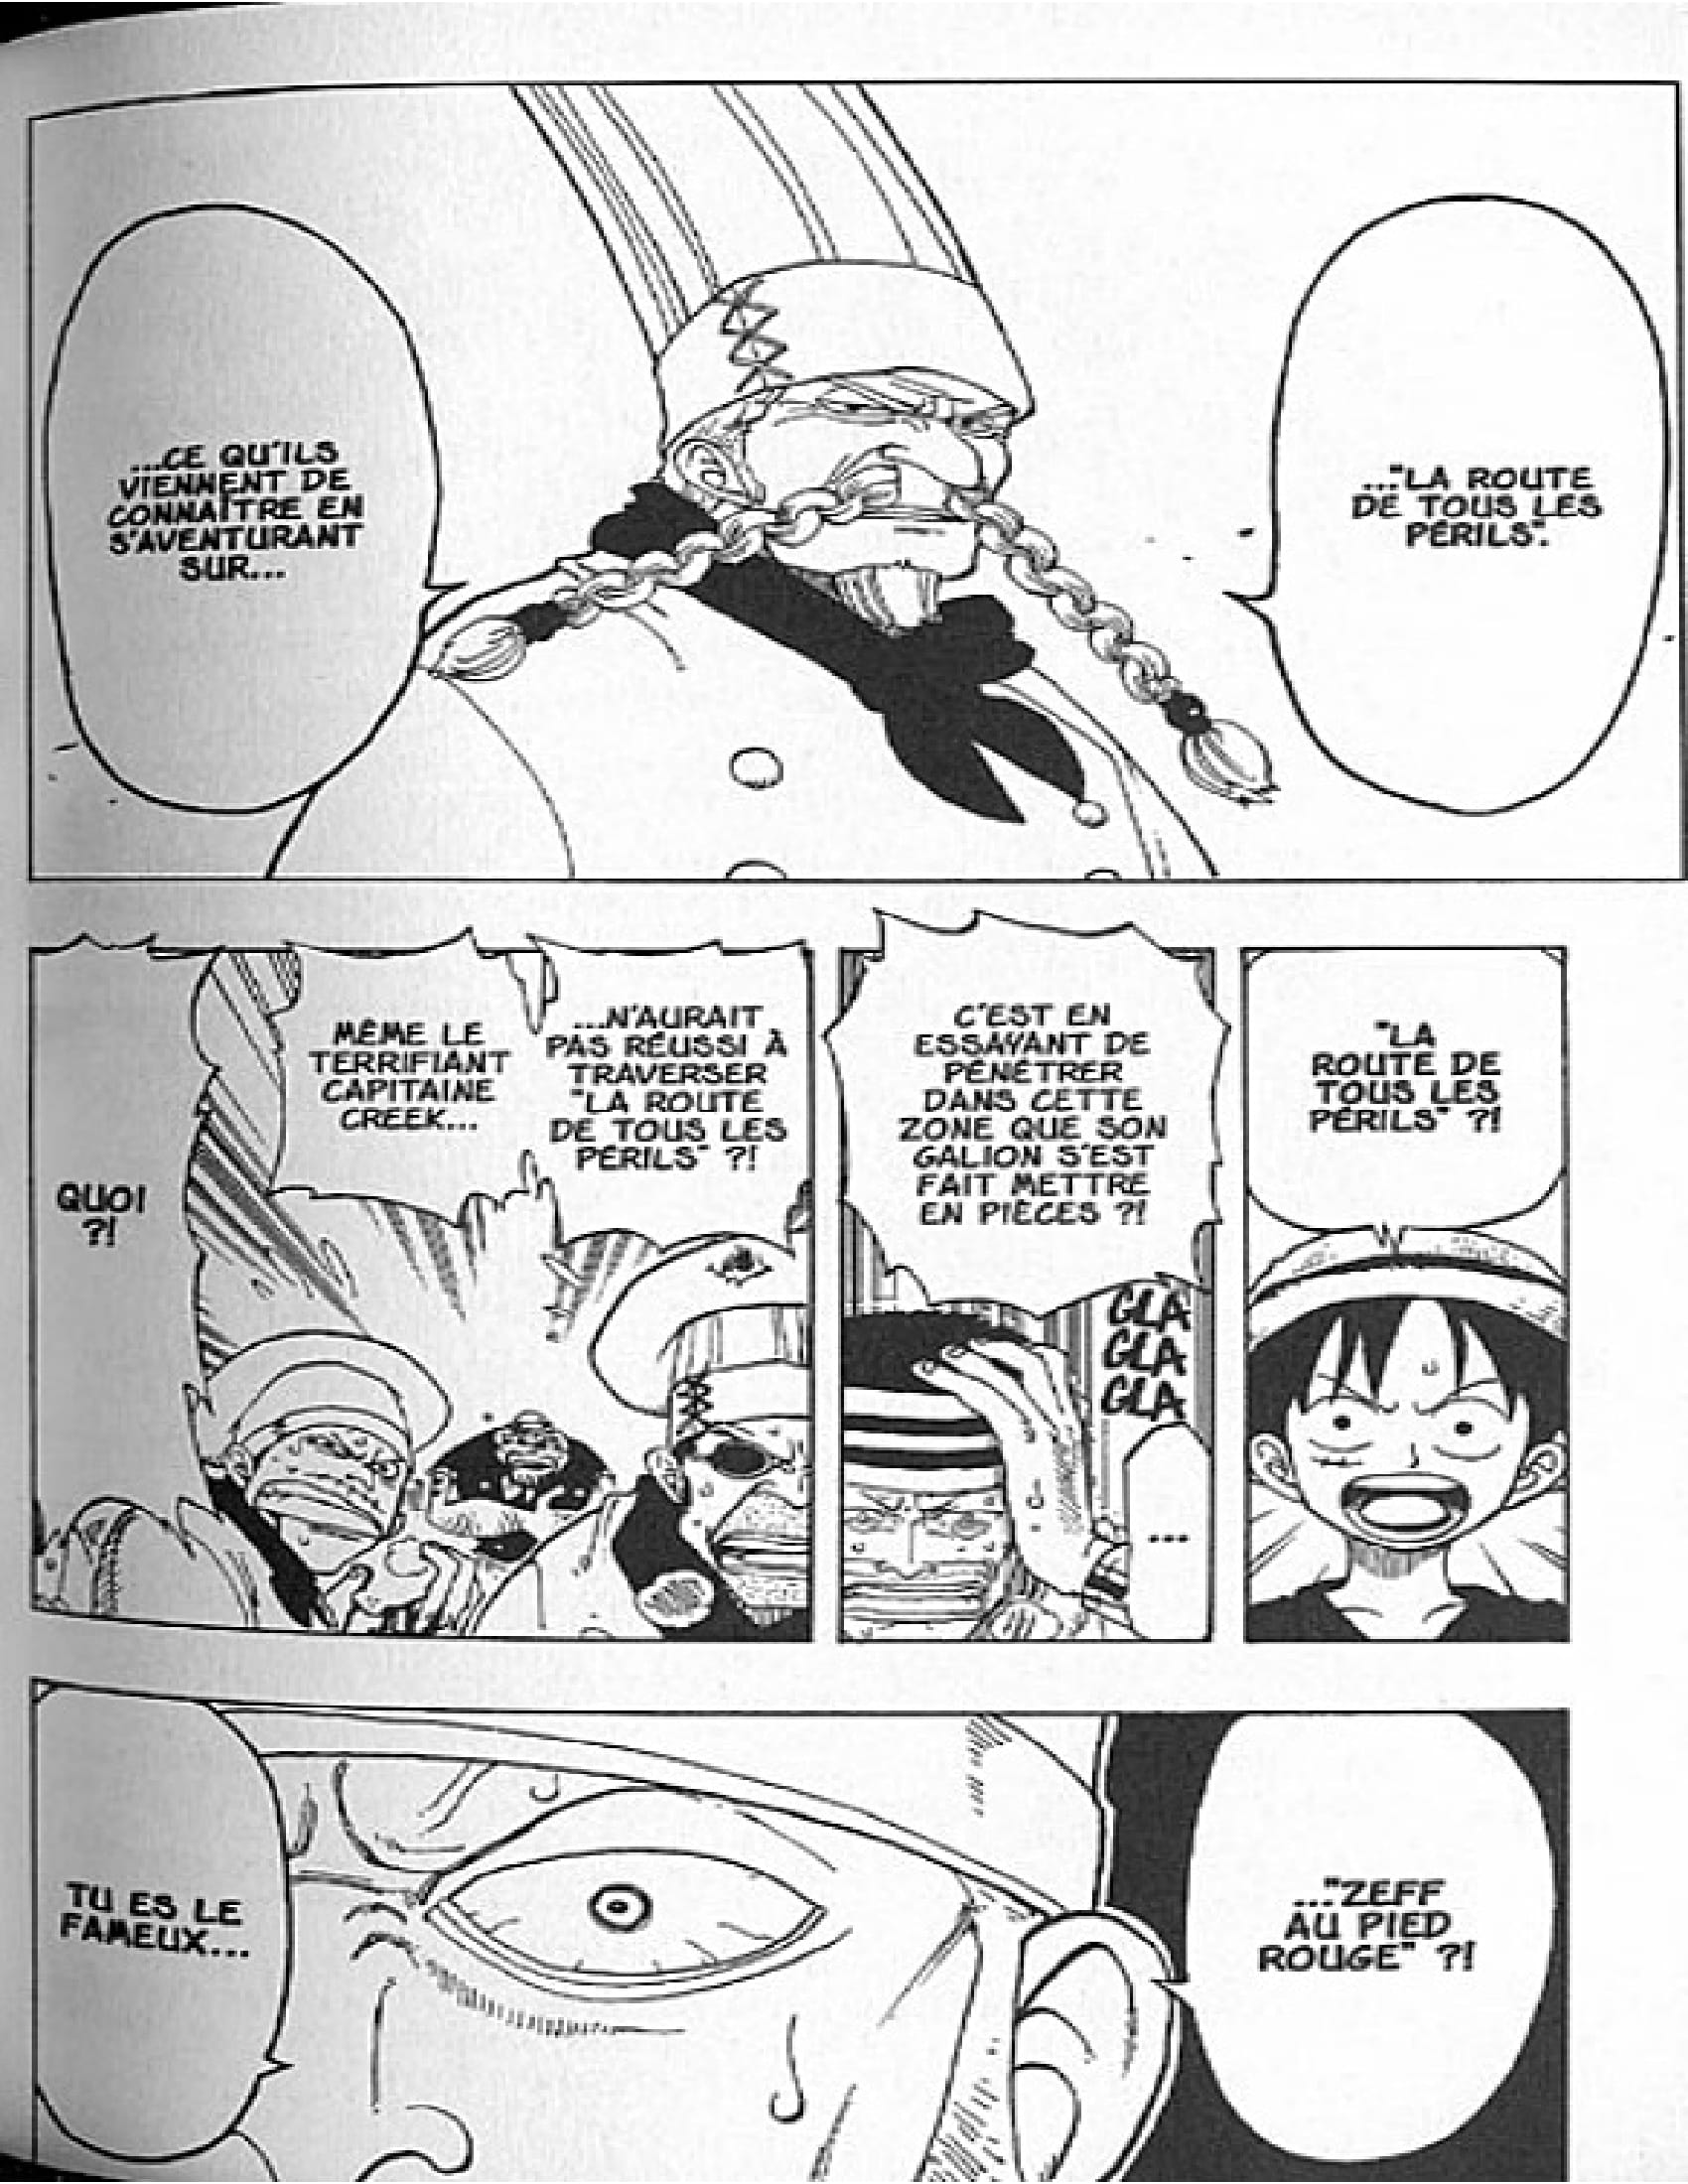 ...CE QU'ILS
VIENNENT DE
CONNAÎTRE EN
S'AVENTURANT
SUR...
..."LA ROUTE
DE TOUS LES
PÉRILS".
QUOI
?!
MÊME LE
TERRIFIANT
CAPITAINE
CREEK...
...N'AURAIT
PAS RÉUSSI À
TRAVERSER
"LA ROUTE
DE TOUS LES
PÉRILS" ?!
C'EST EN
ESSAYANT DE
PÉNÉTRER
DANS CETTE
ZONE QUE SON
GALION S'EST
FAIT METTRE
EN PIÈCES ?!
GLA
GLA
GLA
...
"LA
ROUTE DE
TOUS LES
PÉRILS" ?!
TU ES LE
FAMEUX...
..."ZEFF
AU PIED
ROUGE" ?!